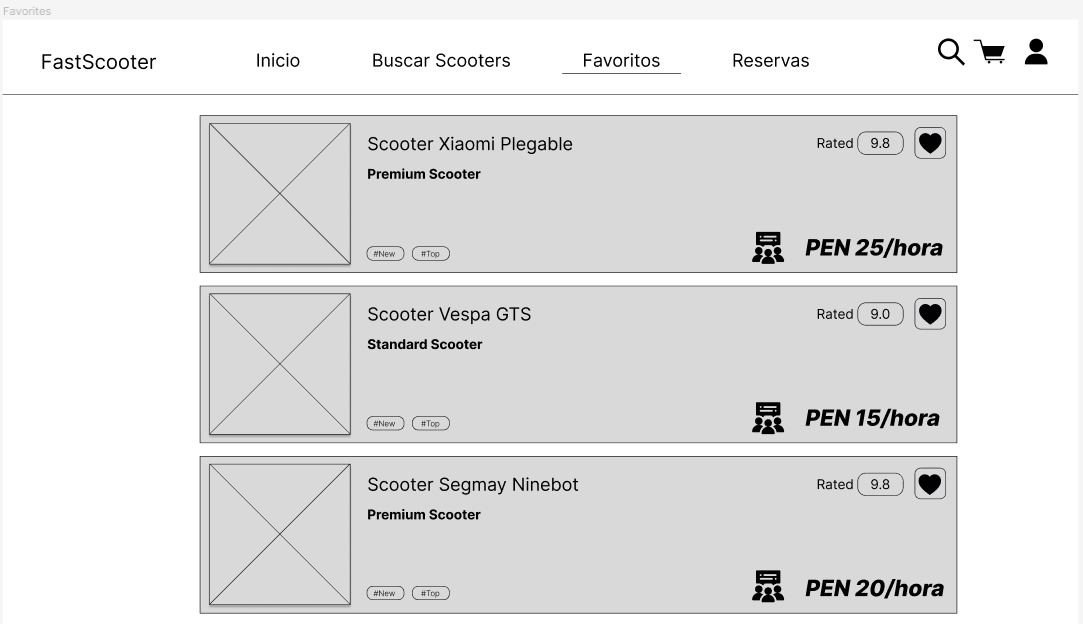 Favorites
FastScooter Inicio Buscar Scooters Favoritos Reservas
Scooter Xiaomi Plegable Rated 9.8
Premium Scooter
#New #Top PEN 25/hora
Scooter Vespa GTS Rated 9.0
Standard Scooter
#New #Top PEN 15/hora
Scooter Segmay Ninebot Rated 9.8
Premium Scooter
#New #Top PEN 20/hora